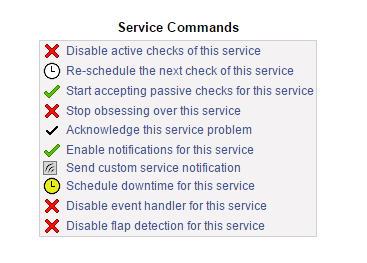 Service Commands
Disable active checks of this service
Re-schedule the next check of this service
Start accepting passive checks for this service
Stop obsessing over this service
Acknowledge this service problem
Enable notifications for this service
Send custom service notification
Schedule downtime for this service
Disable event handler for this service
Disable flap detection for this service